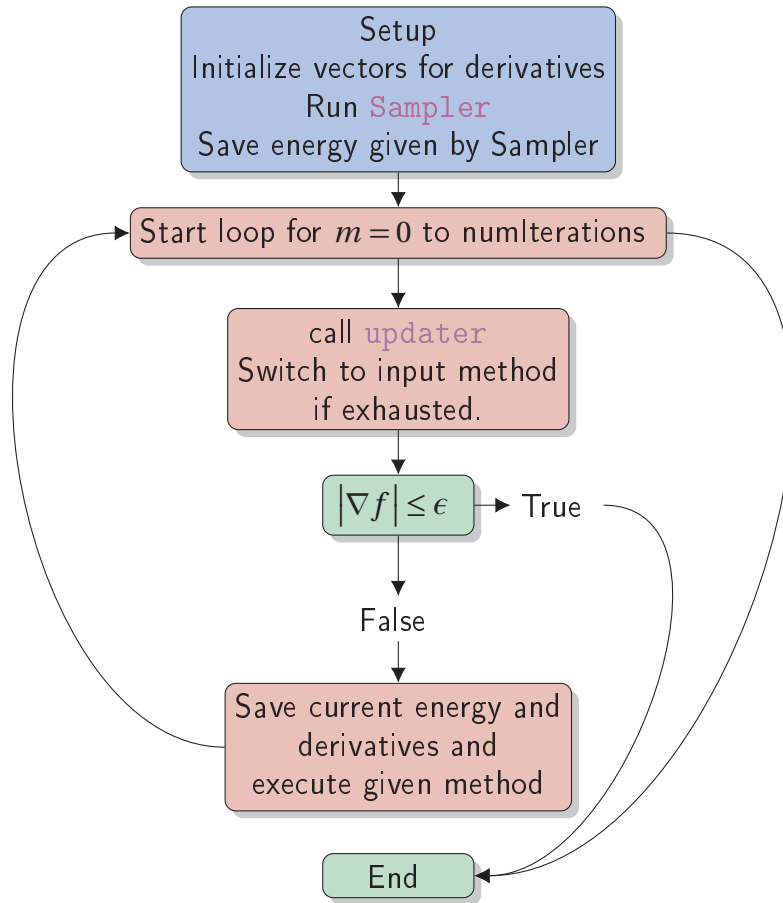 Setup
Initialize vectors for derivatives
Run Sampler
Save energy given by Sampler
Start loop for m = 0 to numIterations
call updater
Switch to input method
if exhausted.
|∇f| ≤ ϵ
True
False
Save current energy and
derivatives and
execute given method
End